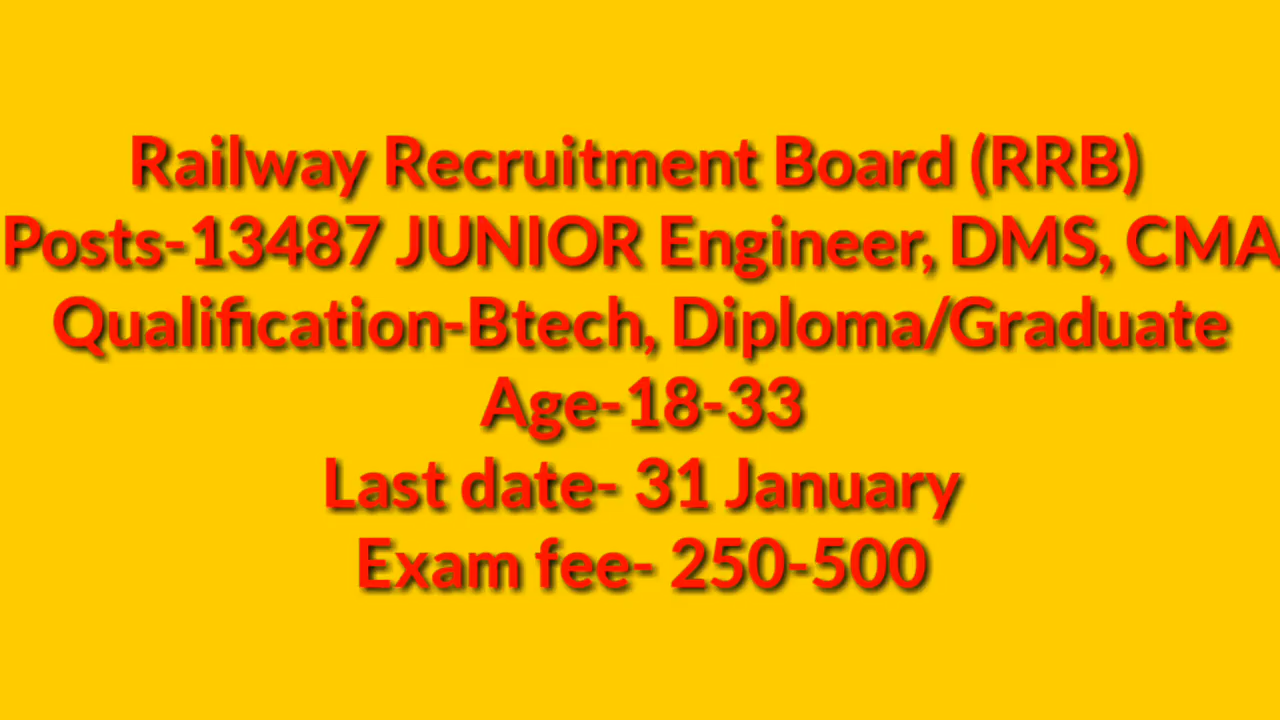 Railway Recruitment Board (RRB)
Posts-13487 JUNIOR Engineer, DMS, CMA
Qualification-Btech, Diploma/Graduate
Age-18-33
Last date- 31 January
Exam fee- 250-500